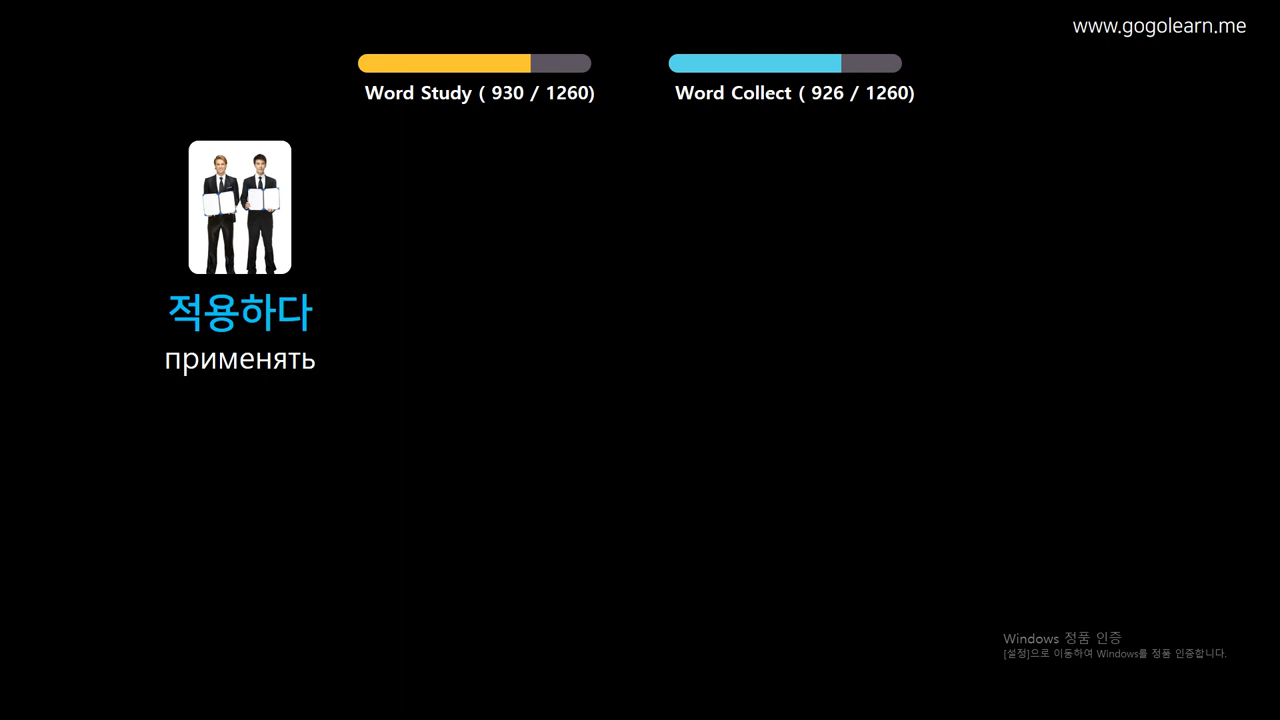 www.gogolearn.me
Word Study ( 930 / 1260)
Word Collect ( 926 / 1260)
적용하다
применять
Windows 정품 인증
[설정]으로 이동하여 Windows를 정품 인증합니다.